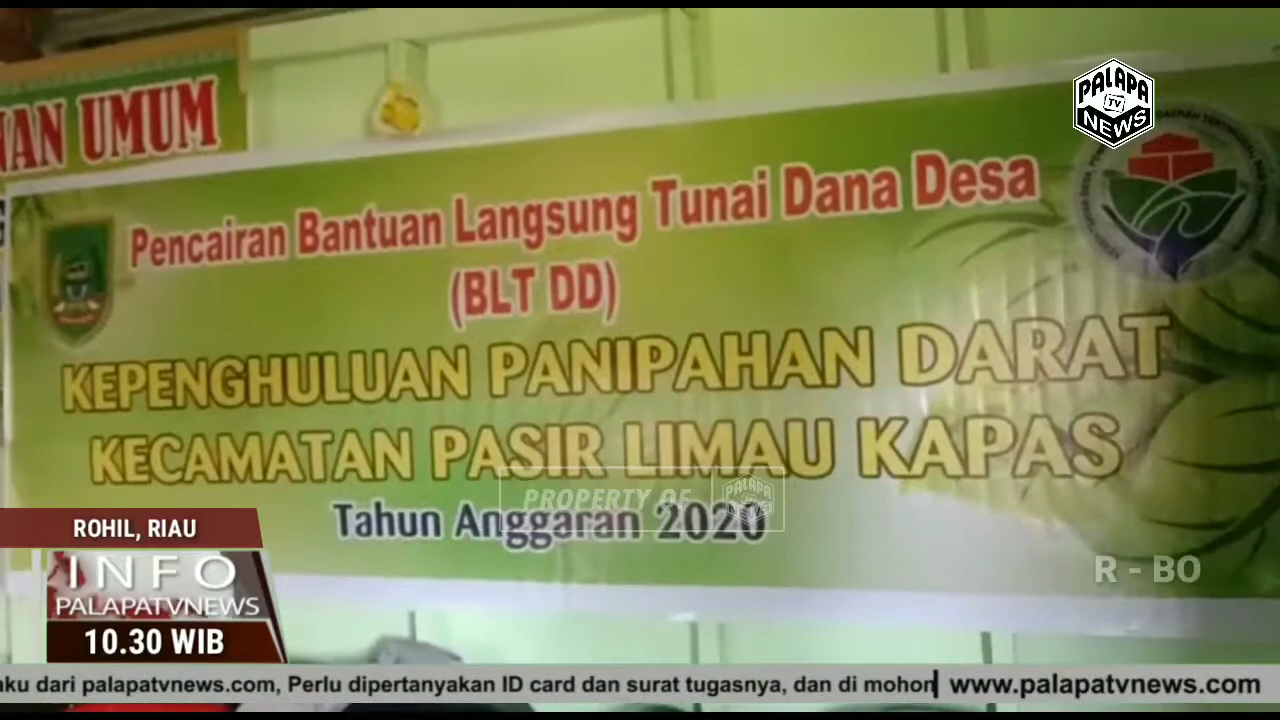 PALAPA
TV
NEWS
NAN UMUM
Pencairan Bantuan Langsung Tunai Dana Desa
(BLT DD)
KEPENGHULUAN PANIPAHAN DARAT
KECAMATAN PASIR LIMAU KAPAS
Tahun Anggaran 2020
PROPERTY OF PALAPA NEWS
R - BO
ROHIL, RIAU
INFO
PALAPATVNEWS
10.30 WIB
aku dari palapatvnews.com, Perlu dipertanyakan ID card dan surat tugasnya, dan di mohon
www.palapatvnews.com